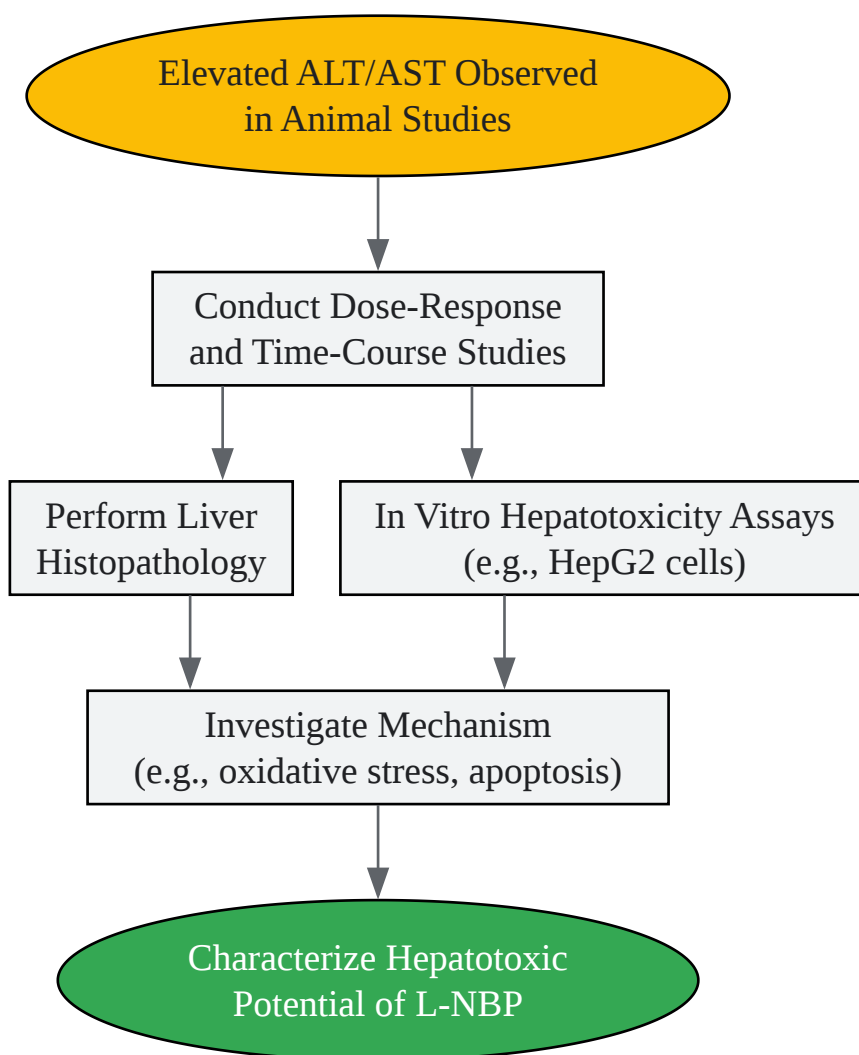 Elevated ALT/AST Observed
in Animal Studies
Conduct Dose-Response
and Time-Course Studies
Perform Liver
Histopathology
In Vitro Hepatotoxicity Assays
(e.g., HepG2 cells)
Investigate Mechanism
(e.g., oxidative stress, apoptosis)
Characterize Hepatotoxic
Potential of L-NBP